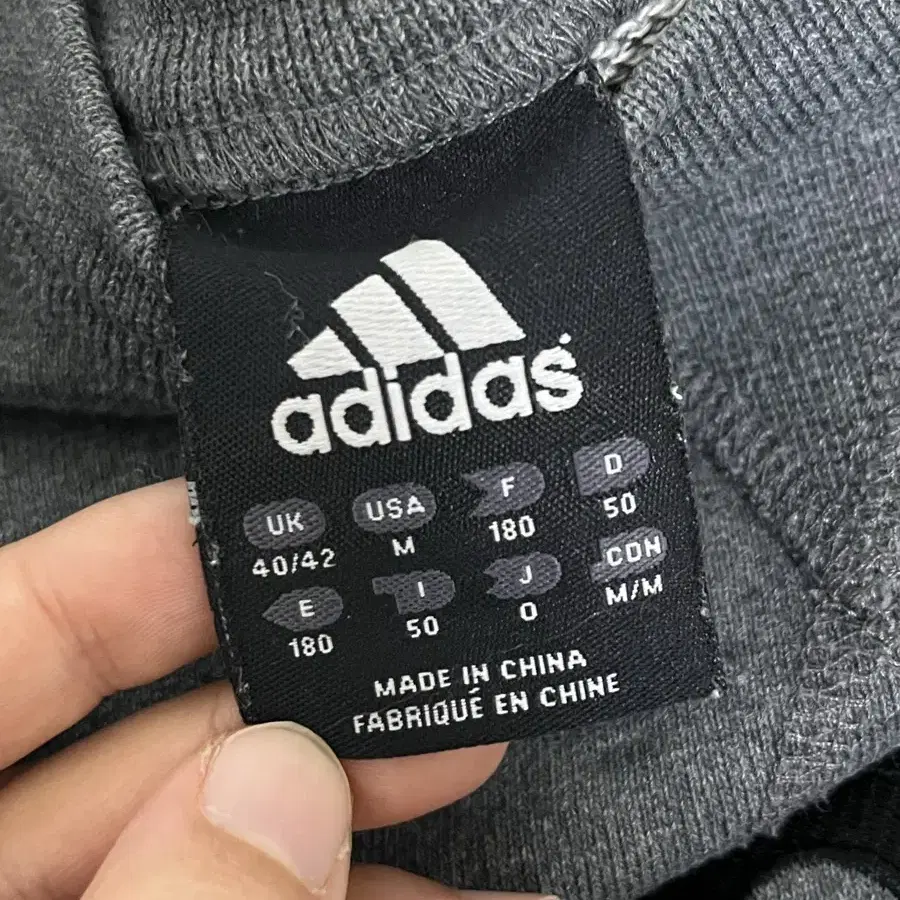 adidas
UK USA F D
40/42 M 180 50
E I J CDN
180 50 O M/M
MADE IN CHINA
FABRIQUÉ EN CHINE